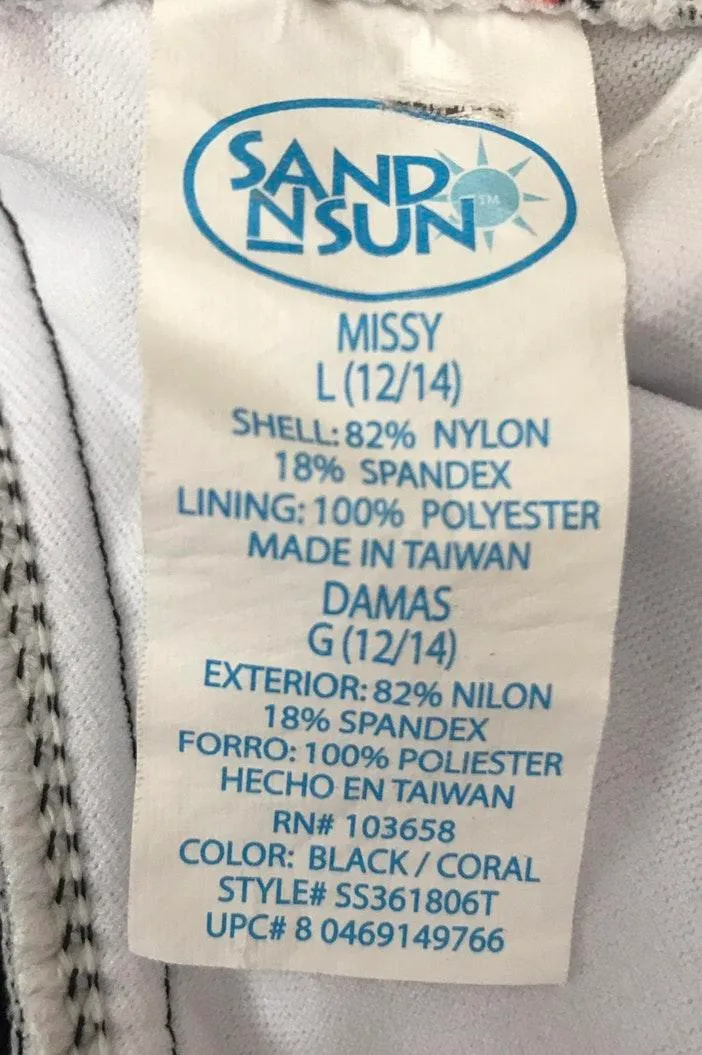 SAND
N SUN TM
MISSY
L (12/14)
SHELL: 82% NYLON
18% SPANDEX
LINING: 100% POLYESTER
MADE IN TAIWAN
DAMAS
G (12/14)
EXTERIOR: 82% NILON
18% SPANDEX
FORRO: 100% POLIESTER
HECHO EN TAIWAN
RN# 103658
COLOR: BLACK / CORAL
STYLE# SS361806T
UPC# 8 0469149766